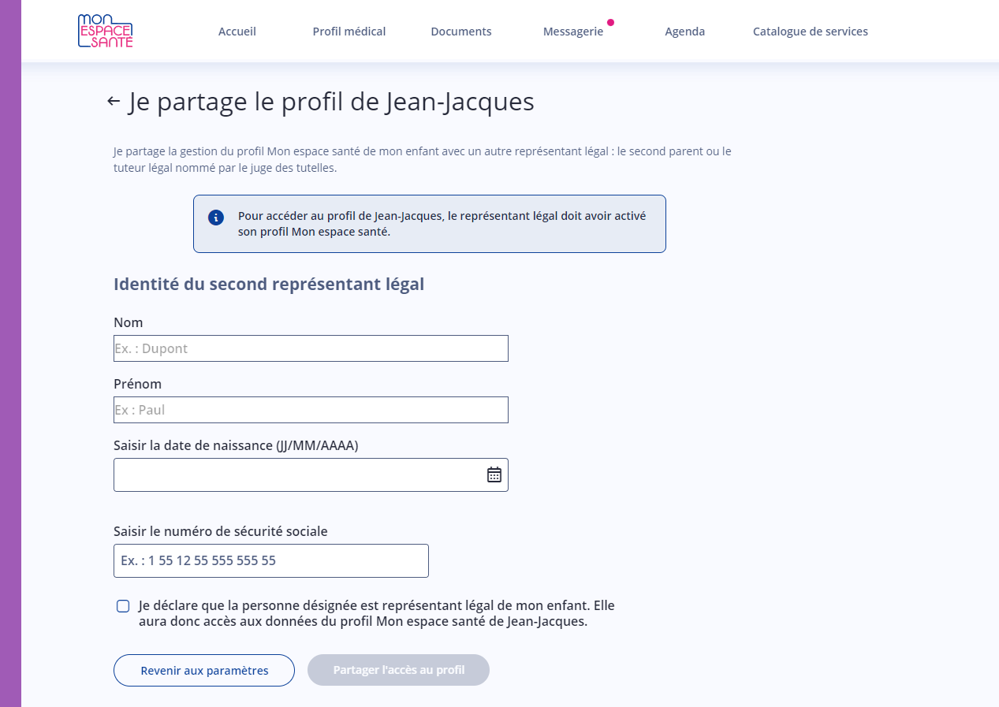 mon
ESPACE
SANTÉ
Accueil
Profil médical
Documents
Messagerie
Agenda
Catalogue de services
Je partage le profil de Jean-Jacques
Je partage la gestion du profil Mon espace santé de mon enfant avec un autre représentant légal : le second parent ou le
tuteur légal nommé par le juge des tutelles.
Pour accéder au profil de Jean-Jacques, le représentant légal doit avoir activé
son profil Mon espace santé.
Identité du second représentant légal
Nom
Ex. : Dupont
Prénom
Ex : Paul
Saisir la date de naissance (JJ/MM/AAAA)
Saisir le numéro de sécurité sociale
Ex. : 1 55 12 55 555 555 55
Je déclare que la personne désignée est représentant légal de mon enfant. Elle
aura donc accès aux données du profil Mon espace santé de Jean-Jacques.
Revenir aux paramètres
Partager l'accès au profil